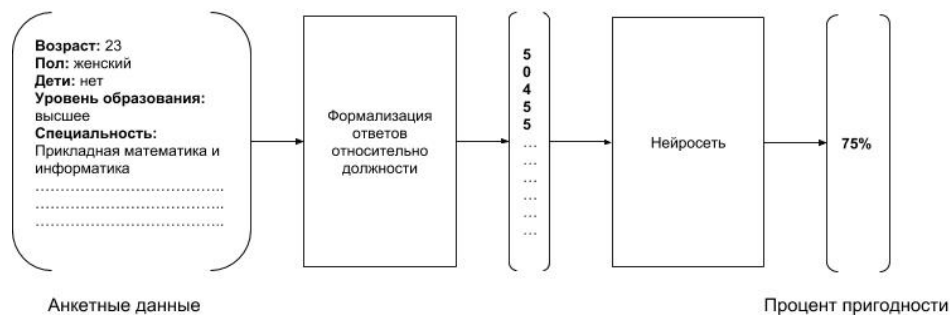 Возраст: 23
Пол: женский
Дети: нет
Уровень образования:
высшее
Специальность:
Прикладная математика и
информатика
………………………………..
………………………………..
………………………………..
Формализация
ответов
относительно
должности
5
0
4
5
5
…
…
…
…
…
Нейросеть
75%
Анкетные данные
Процент пригодности